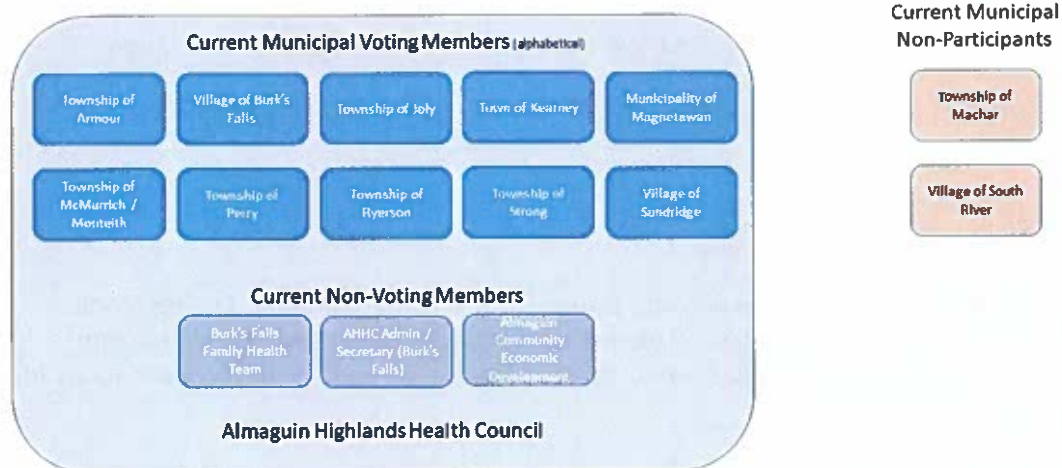 Current Municipal Voting Members (alphabetical)
Township of
Armour
Village of Burk's
Falls
Township of Joly
Town of Kearney
Municipality of
Magnetawan
Township of
McMurrich /
Monteith
Township of
Perry
Township of
Ryerson
Township of
Strong
Village of
Sundridge
Current Non-Voting Members
Burk's Falls
Family Health
Team
AHHC Admin /
Secretary (Burk's
Falls)
Almaguin
Community
Economic
Development
Almaguin Highlands Health Council
Current Municipal
Non-Participants
Township of
Machar
Village of South
River